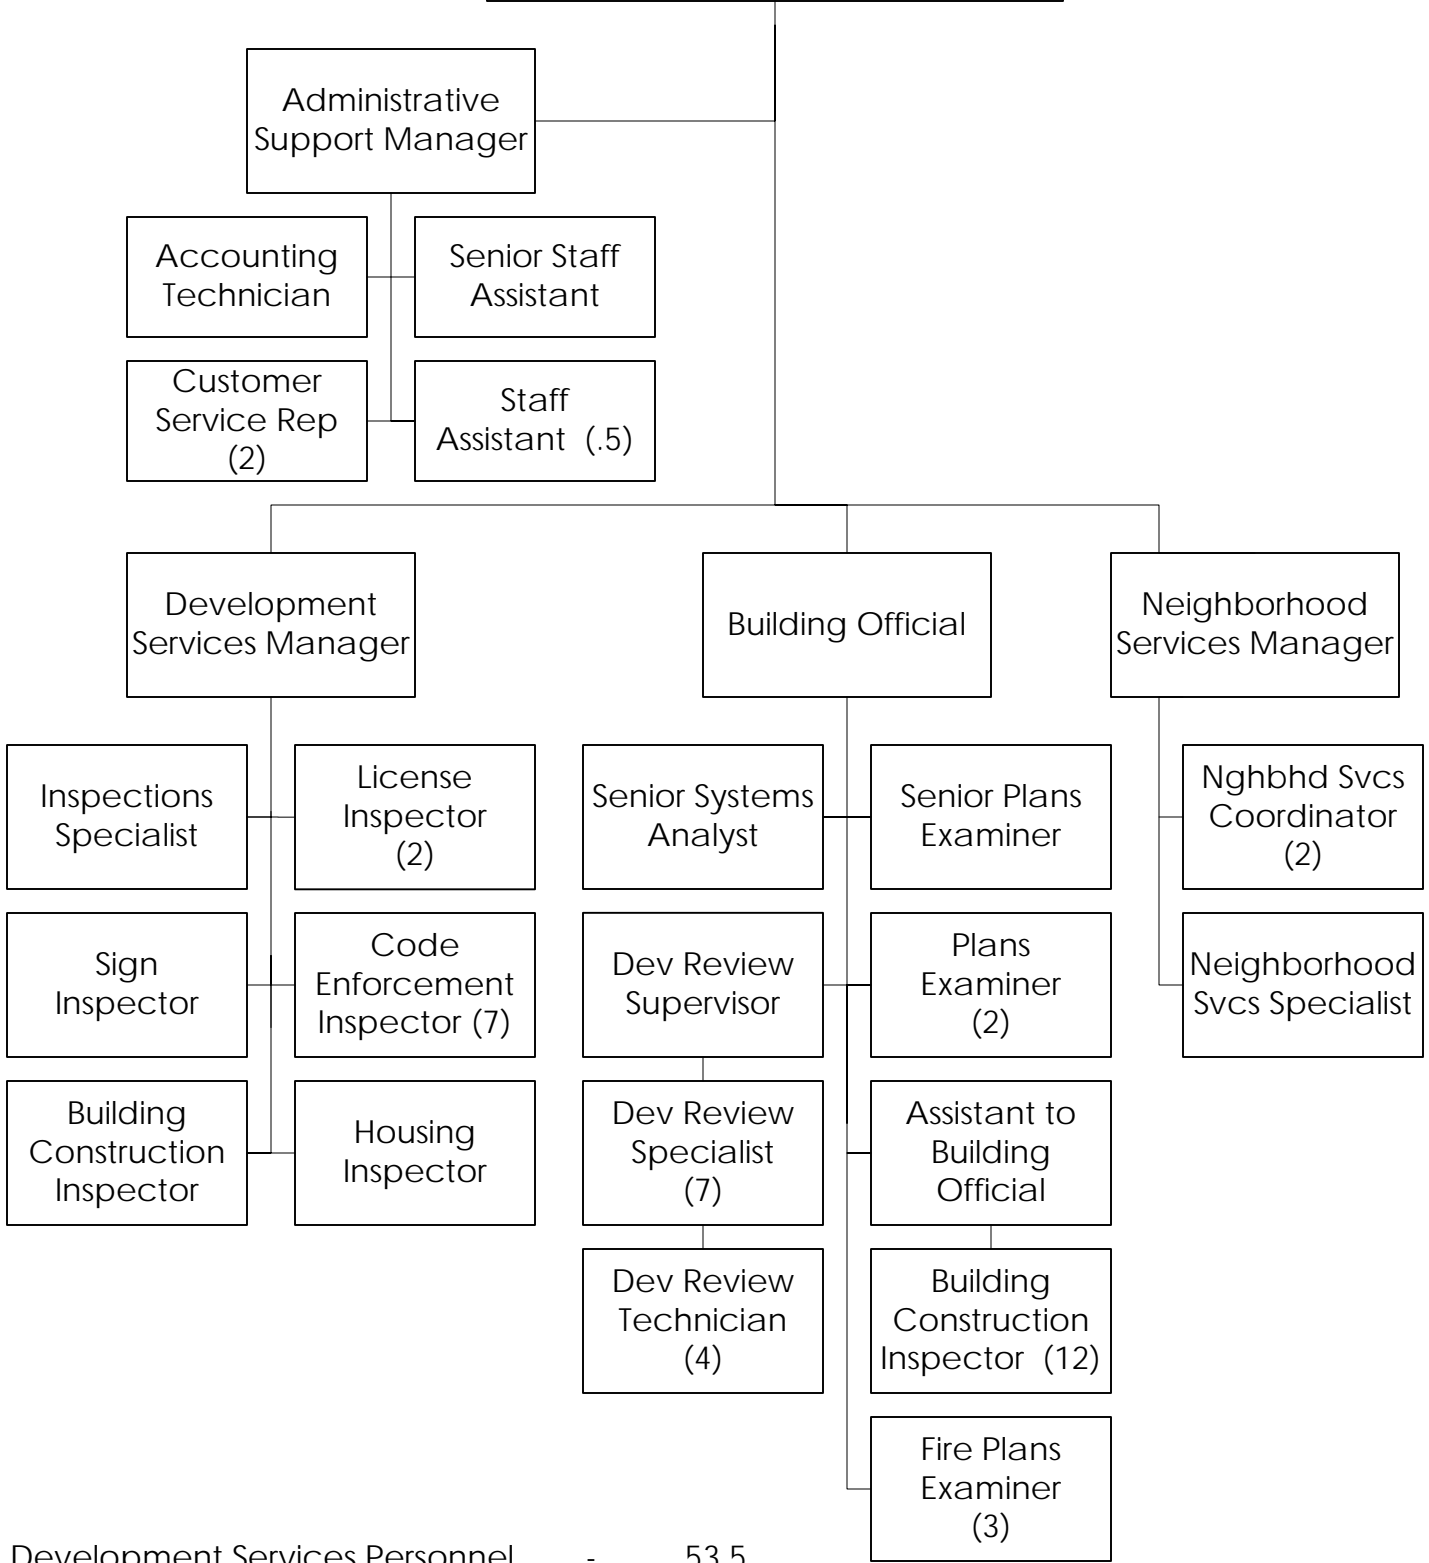 Administrative
Support Manager
Accounting
Technician
Senior Staff
Assistant
Customer
Service Rep
(2)
Staff
Assistant (.5)
Development
Services Manager
Building Official
Neighborhood
Services Manager
Inspections
Specialist
License
Inspector
(2)
Senior Systems
Analyst
Senior Plans
Examiner
Nghbhd Svcs
Coordinator
(2)
Sign
Inspector
Code
Enforcement
Inspector (7)
Dev Review
Supervisor
Plans
Examiner
(2)
Neighborhood
Svcs Specialist
Building
Construction
Inspector
Housing
Inspector
Dev Review
Specialist
(7)
Assistant to
Building
Official
Dev Review
Technician
(4)
Building
Construction
Inspector (12)
Fire Plans
Examiner
(3)
Development Services Personnel - 53.5